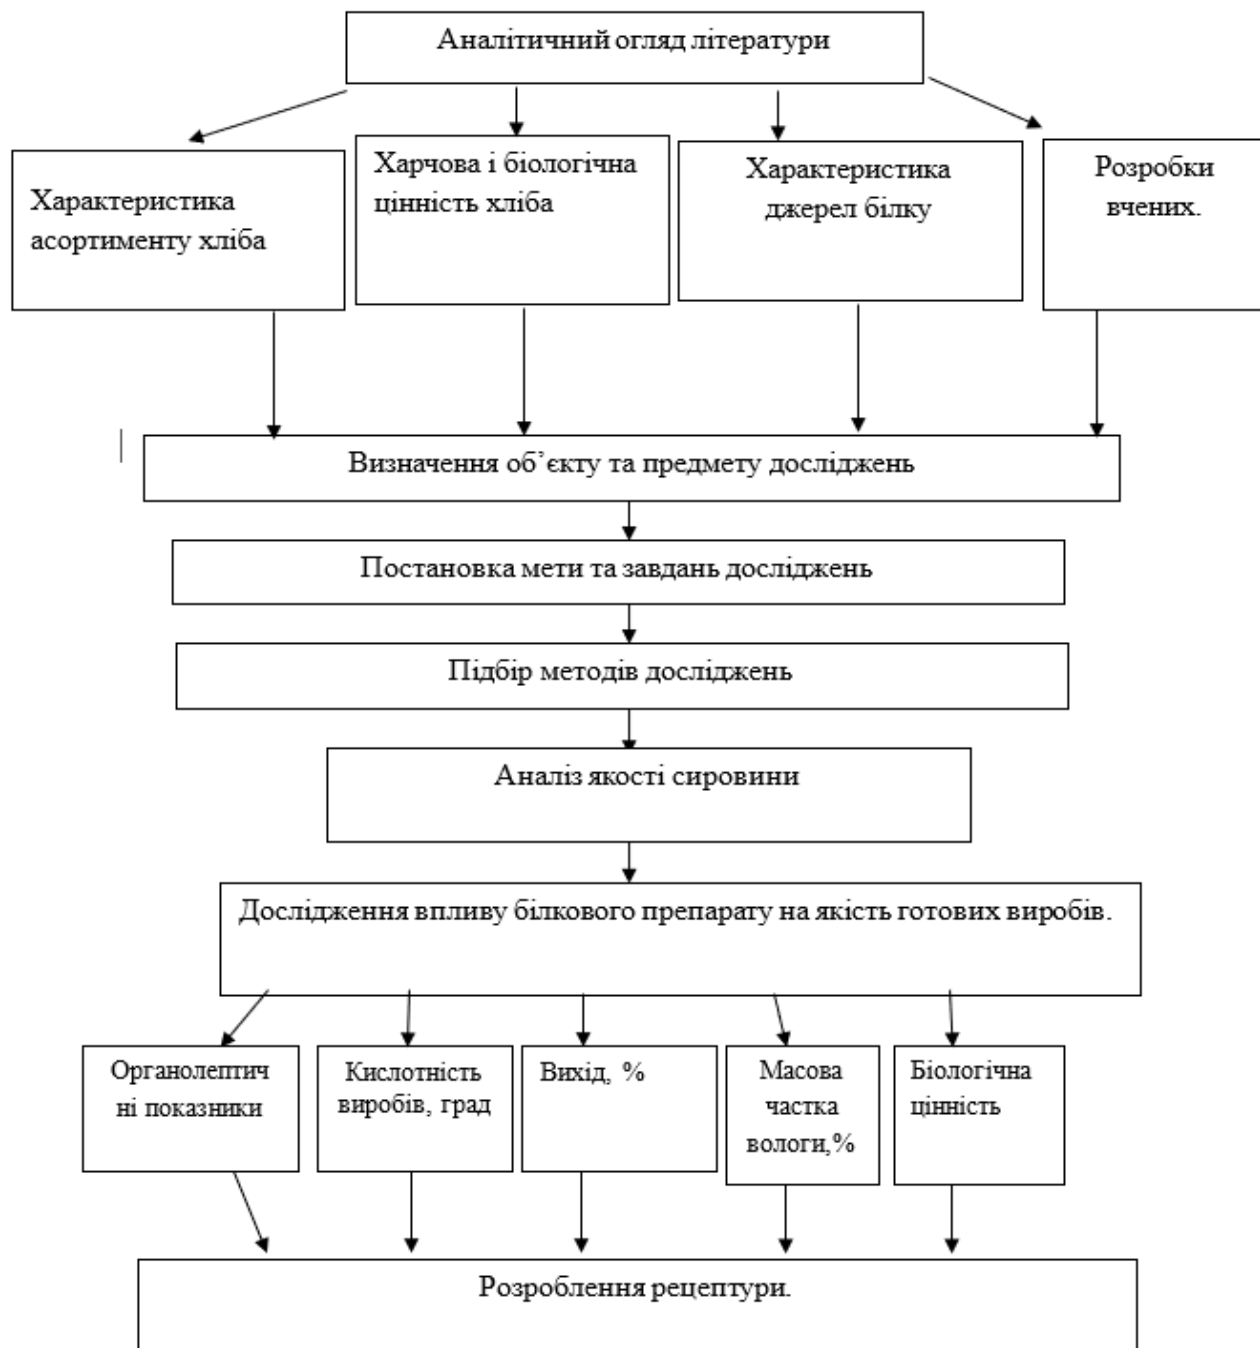 Аналітичний огляд літератури
Характеристика
асортименту хліба
Харчова і біологічна
цінність хліба
Характеристика
джерел білку
Розробки
вчених.
Визначення об’єкту та предмету досліджень
Постановка мети та завдань досліджень
Підбір методів досліджень
Аналіз якості сировини
Дослідження впливу білкового препарату на якість готових виробів.
Органолептич
ні показники
Кислотність
виробів, град
Вихід, %
Масова
частка
вологи,%
Біологічна
цінність
Розроблення рецептури.